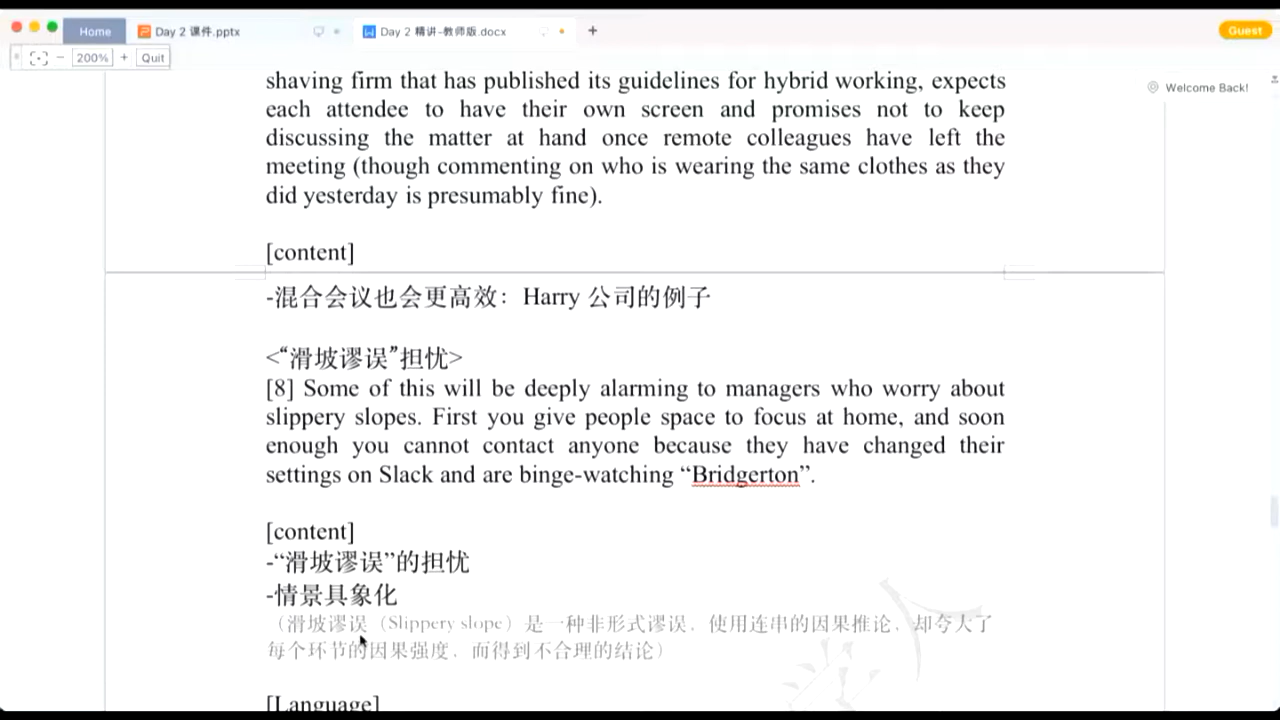 Home
Day 2 课件.pptx
Day 2 精讲-教师版.docx
+
Guest
− 200% + Quit
Welcome Back!
shaving firm that has published its guidelines for hybrid working, expects
each attendee to have their own screen and promises not to keep
discussing the matter at hand once remote colleagues have left the
meeting (though commenting on who is wearing the same clothes as they
did yesterday is presumably fine).
[content]
-混合会议也会更高效：Harry 公司的例子
<“滑坡谬误”担忧>
[8] Some of this will be deeply alarming to managers who worry about
slippery slopes. First you give people space to focus at home, and soon
enough you cannot contact anyone because they have changed their
settings on Slack and are binge-watching “Bridgerton”.
[content]
-“滑坡谬误”的担忧
-情景具象化
（滑坡谬误（Slippery slope）是一种非形式谬误，使用连串的因果推论，却夸大了
每个环节的因果强度，而得到不合理的结论）
[Language]